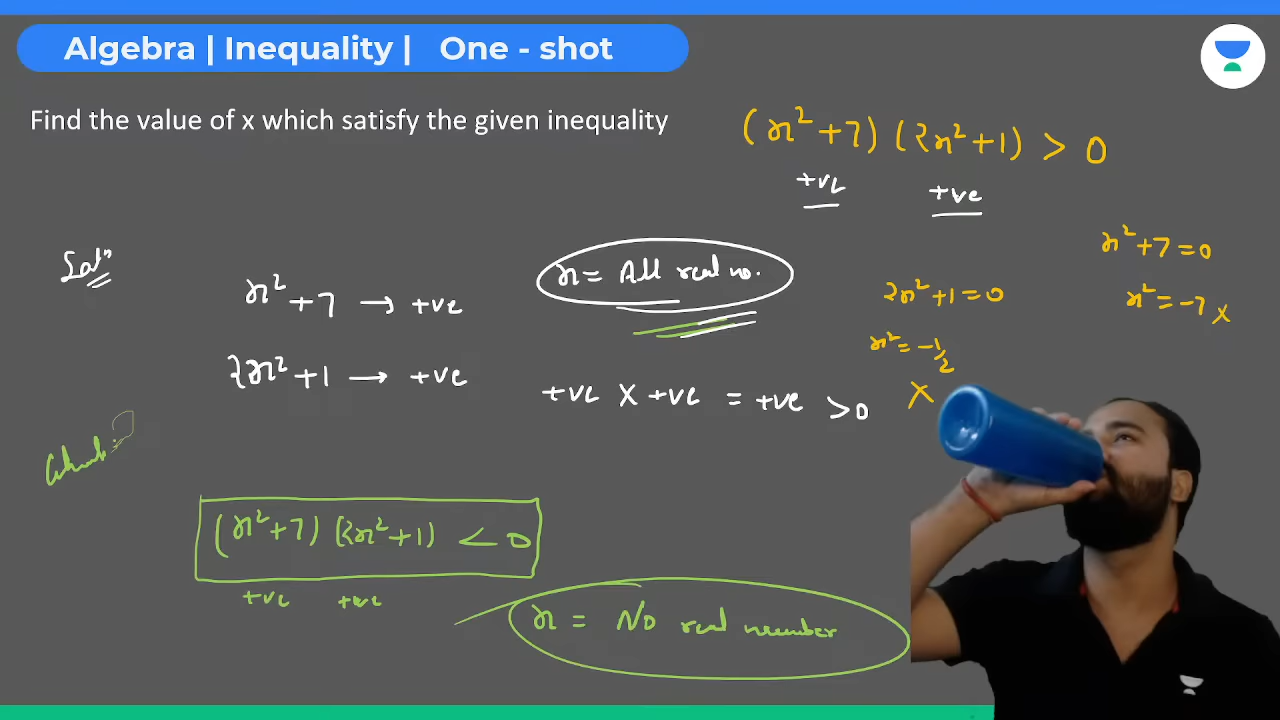 Algebra | Inequality | One - shot
Find the value of x which satisfy the given inequality
(x² + 7) (2x² + 1) > 0
+ve +ve
Solⁿ
x² + 7 → +ve
x = All real no.
x² + 7 = 0
2x² + 1 = 0
x² = -7 ×
x² = -1/2
×
2x² + 1 → +ve
+ve × +ve = +ve > 0
(x² + 7) (2x² + 1) < 0
+ve +ve
x = No real number